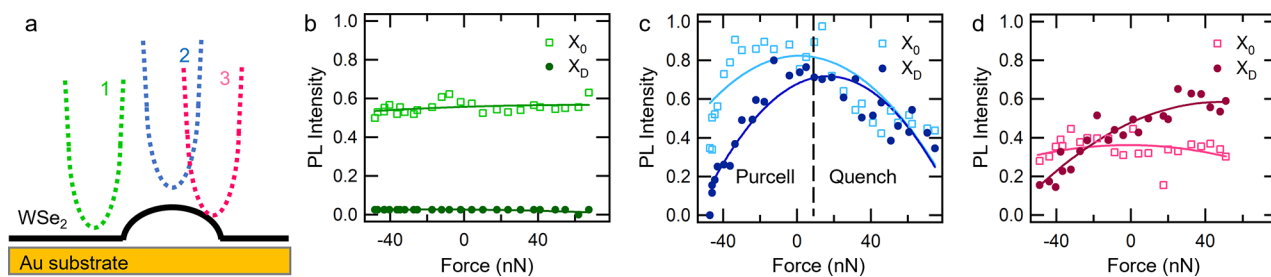 a
1
2
3
WSe₂
Au substrate
b
PL Intensity
1.0
0.8
0.6
0.4
0.2
0.0
X₀
X_D
-40 0 40
Force (nN)
c
PL Intensity
1.0
0.8
0.6
0.4
0.2
0.0
X₀
X_D
Purcell Quench
-40 0 40
Force (nN)
d
PL Intensity
1.0
0.8
0.6
0.4
0.2
0.0
X₀
X_D
-40 0 40
Force (nN)